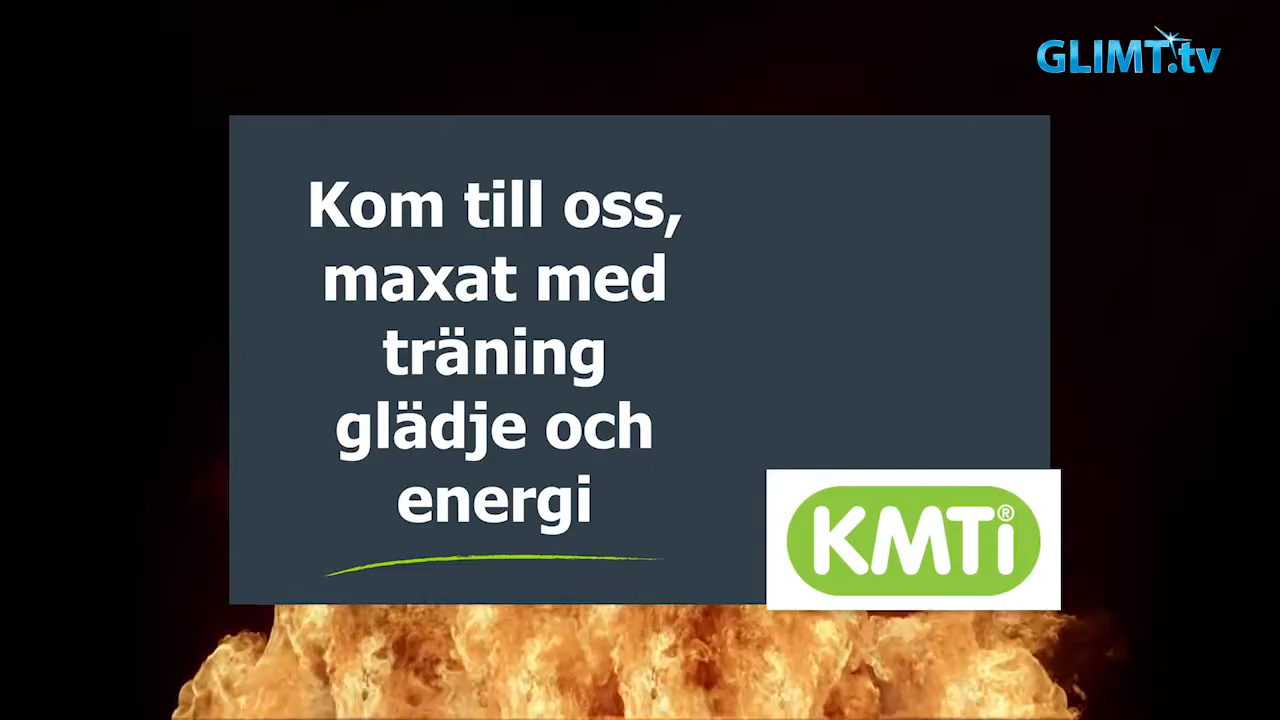 GLIMT.tv
Kom till oss,
maxat med
träning
glädje och
energi
KMTi®